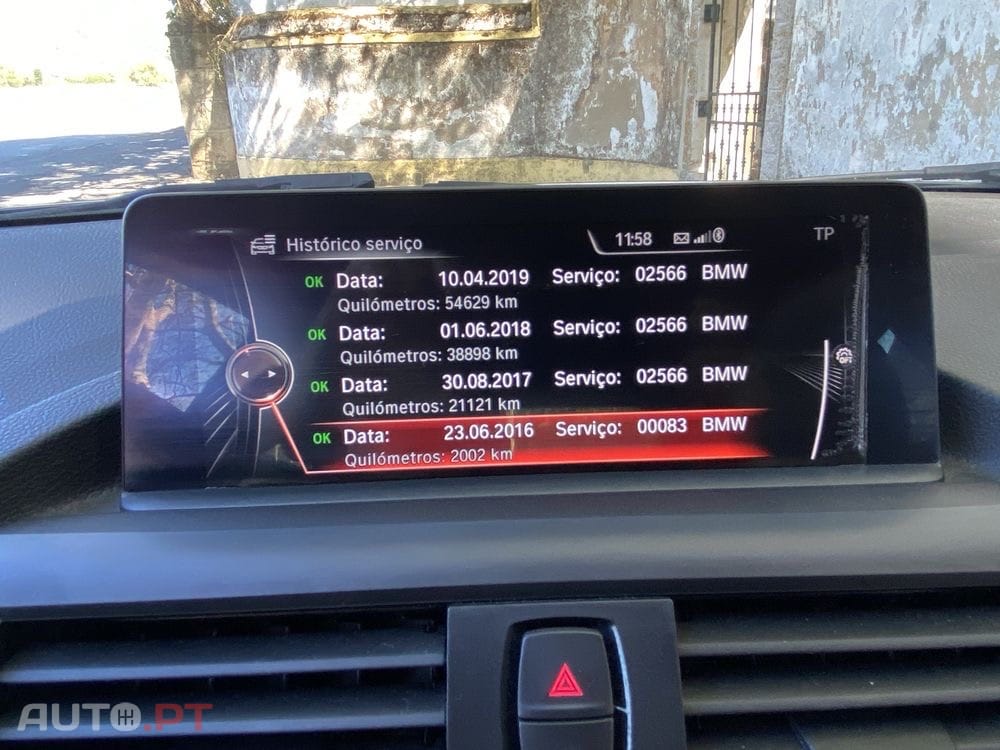 Histórico serviço 11:58 TP
OK Data: 10.04.2019 Serviço: 02566 BMW
Quilómetros: 54629 km
OK Data: 01.06.2018 Serviço: 02566 BMW
Quilómetros: 38898 km
OK Data: 30.08.2017 Serviço: 02566 BMW
Quilómetros: 21121 km
OK Data: 23.06.2016 Serviço: 00083 BMW
Quilómetros: 2002 km
AUTO.PT